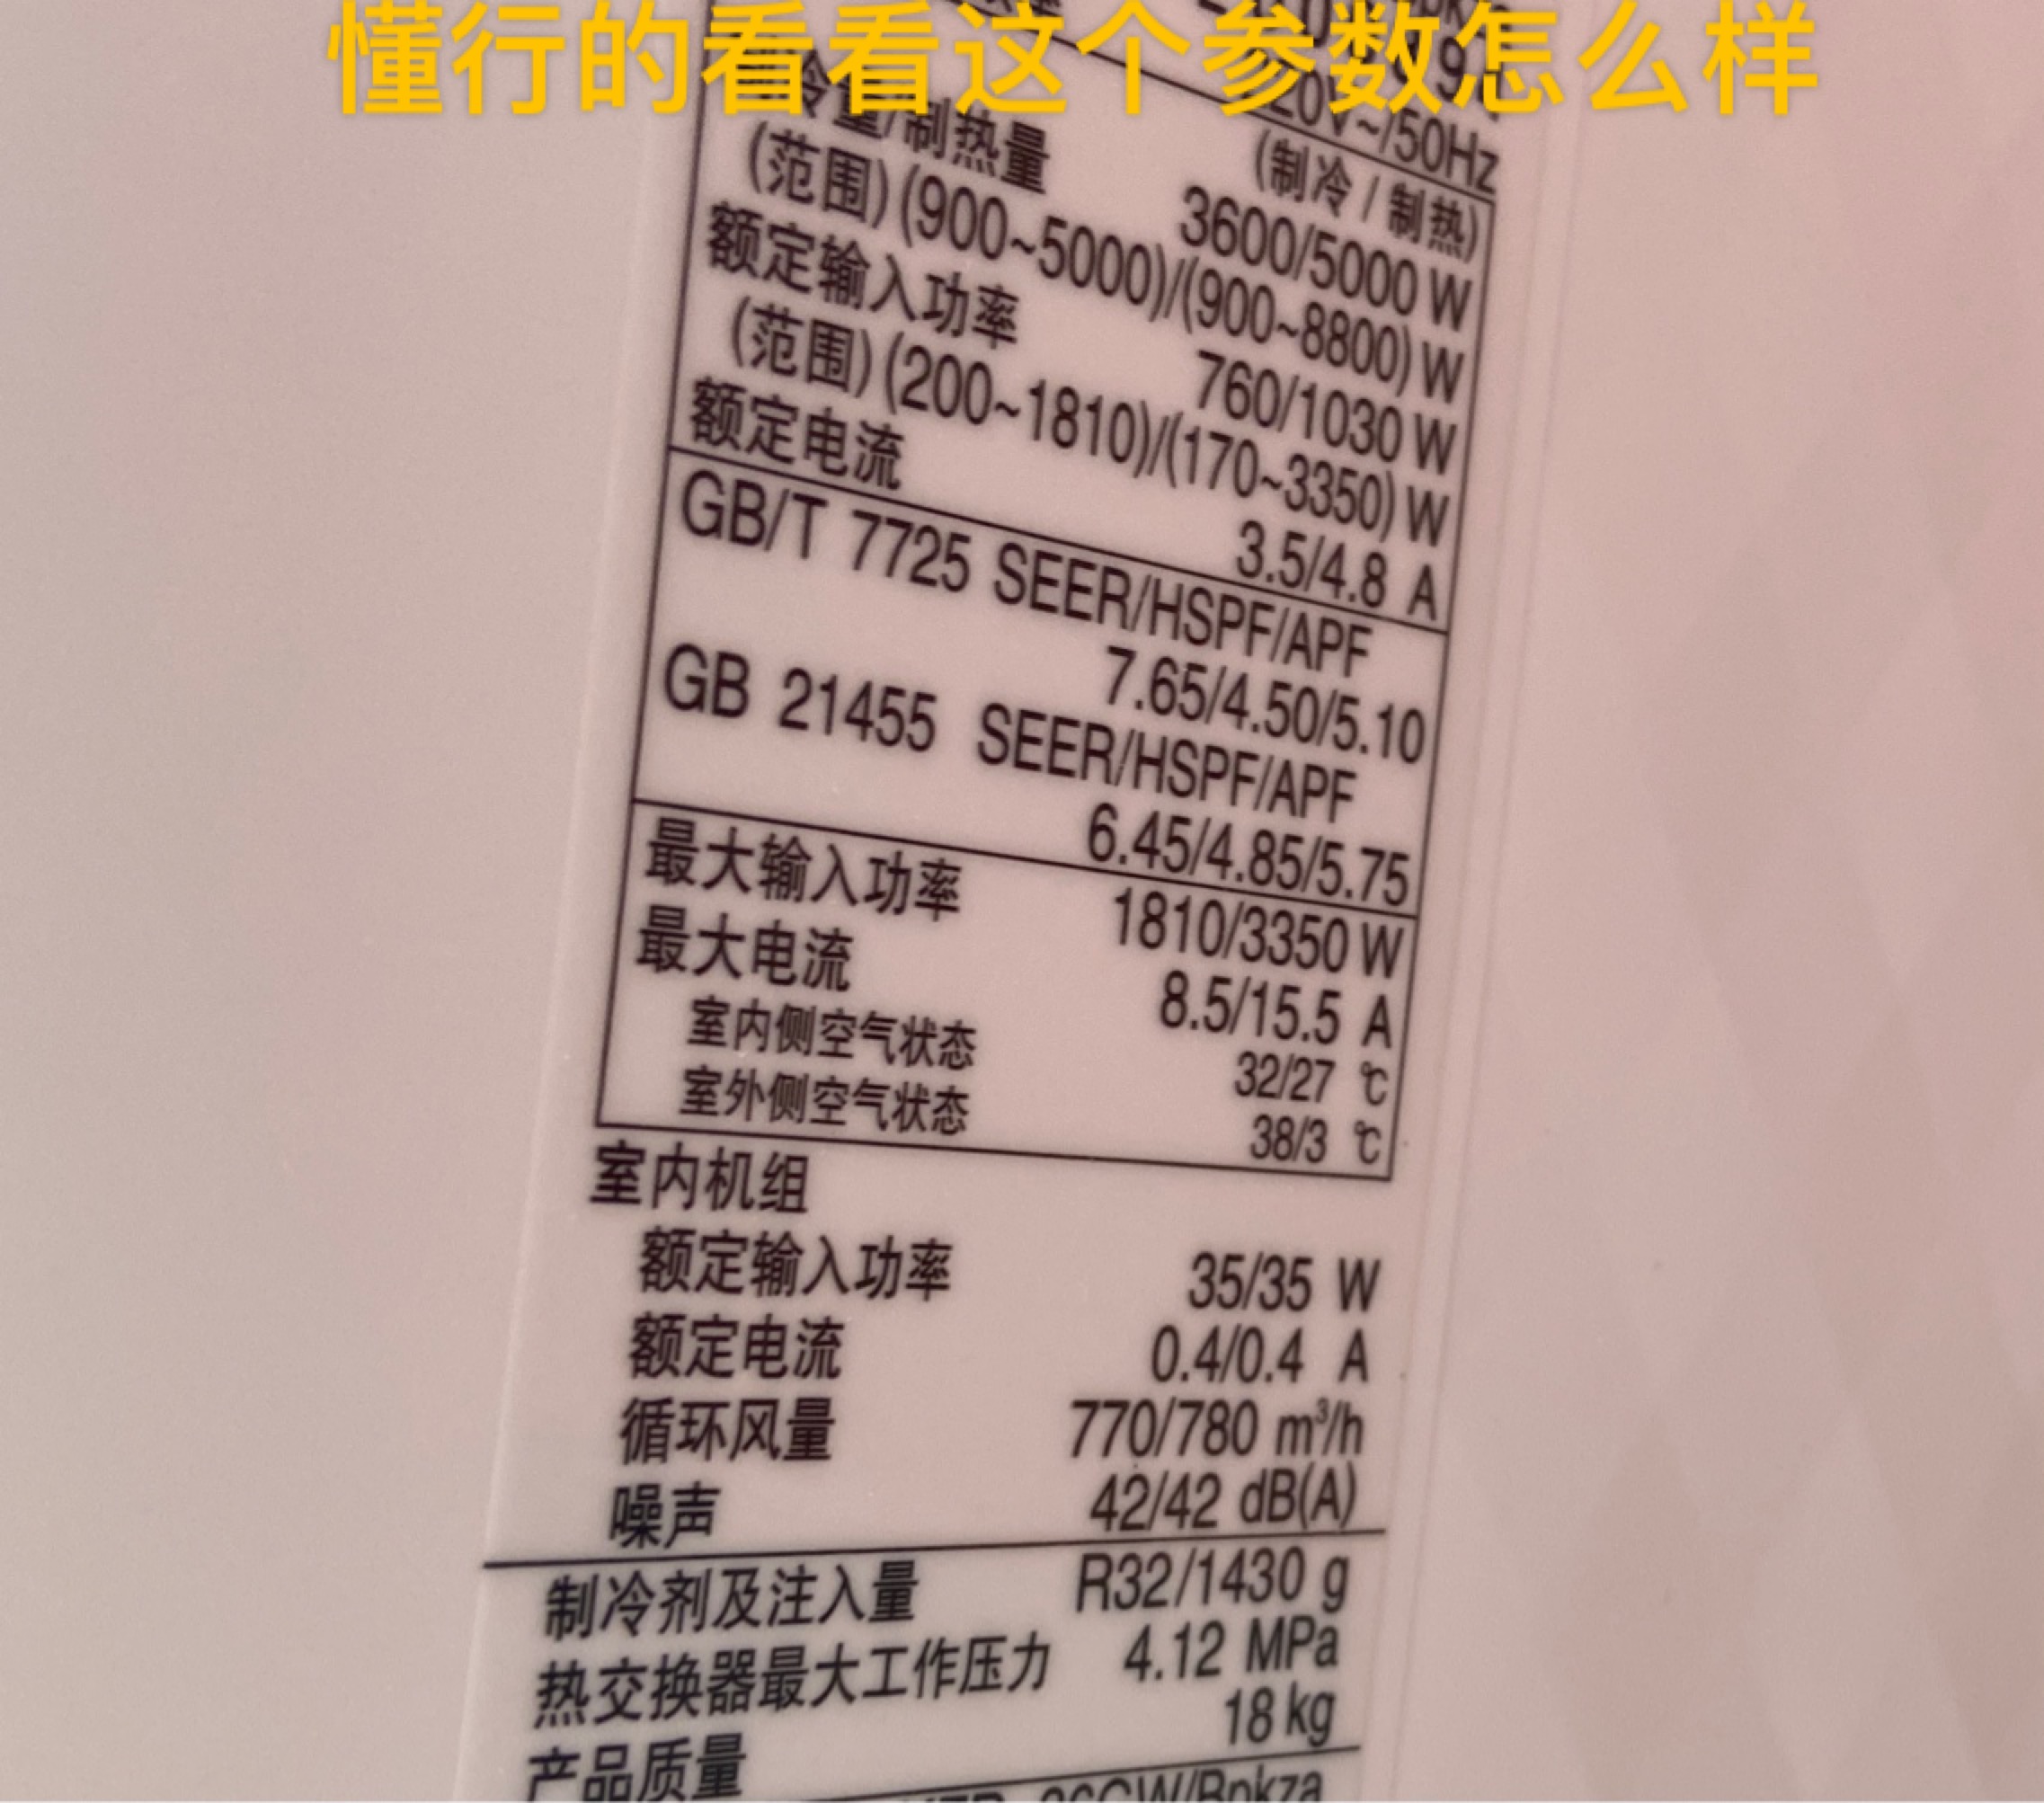 懂行的看看这个参数怎么样
220V~/50Hz
冷量/制热量 (制冷/制热)
3600/5000 W
(范围)(900~5000)/(900~8800) W
额定输入功率 760/1030 W
(范围)(200~1810)/(170~3350) W
额定电流 3.5/4.8 A
GB/T 7725 SEER/HSPF/APF
7.65/4.50/5.10
GB 21455 SEER/HSPF/APF
6.45/4.85/5.75
最大输入功率 1810/3350 W
最大电流 8.5/15.5 A
室内侧空气状态 32/27 ℃
室外侧空气状态 38/3 ℃
室内机组
额定输入功率 35/35 W
额定电流 0.4/0.4 A
循环风量 770/780 m³/h
噪声 42/42 dB(A)
制冷剂及注入量 R32/1430 g
热交换器最大工作压力 4.12 MPa
产品质量 18 kg